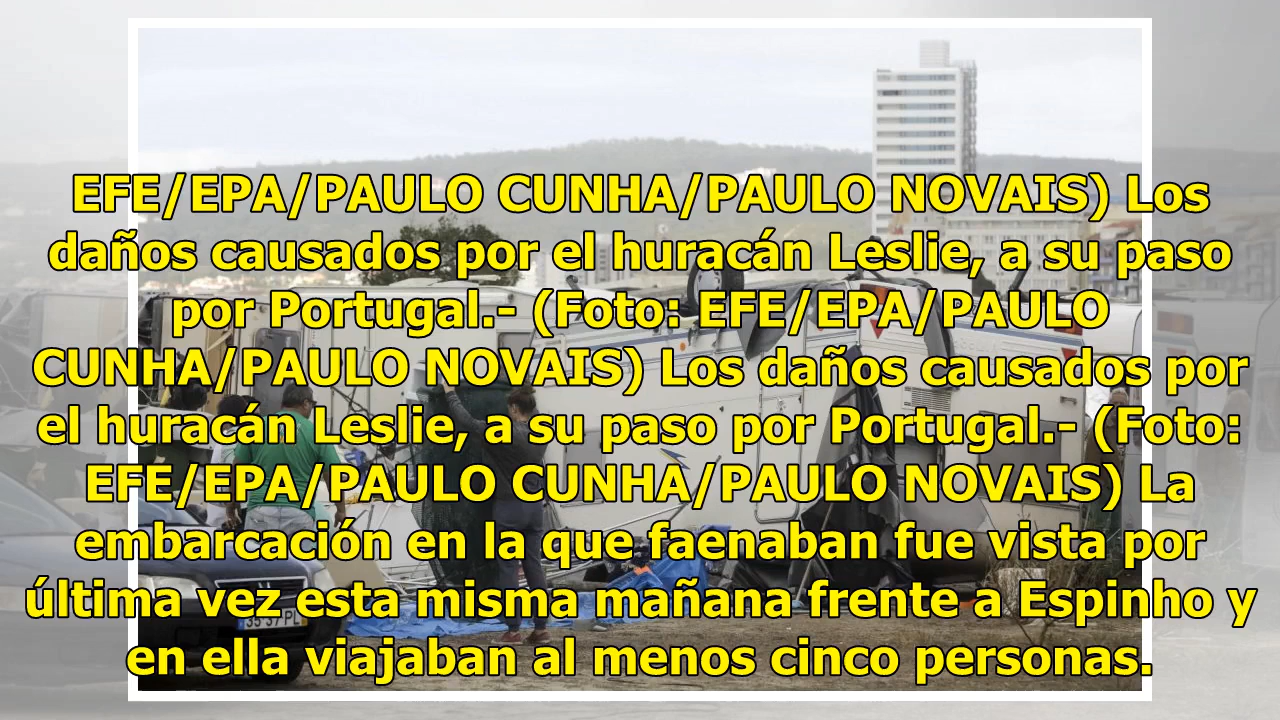 EFE/EPA/PAULO CUNHA/PAULO NOVAIS) Los
daños causados por el huracán Leslie, a su paso
por Portugal.- (Foto: EFE/EPA/PAULO
CUNHA/PAULO NOVAIS) Los daños causados por
el huracán Leslie, a su paso por Portugal.- (Foto:
EFE/EPA/PAULO CUNHA/PAULO NOVAIS) La
embarcación en la que faenaban fue vista por
última vez esta misma mañana frente a Espinho y
en ella viajaban al menos cinco personas.